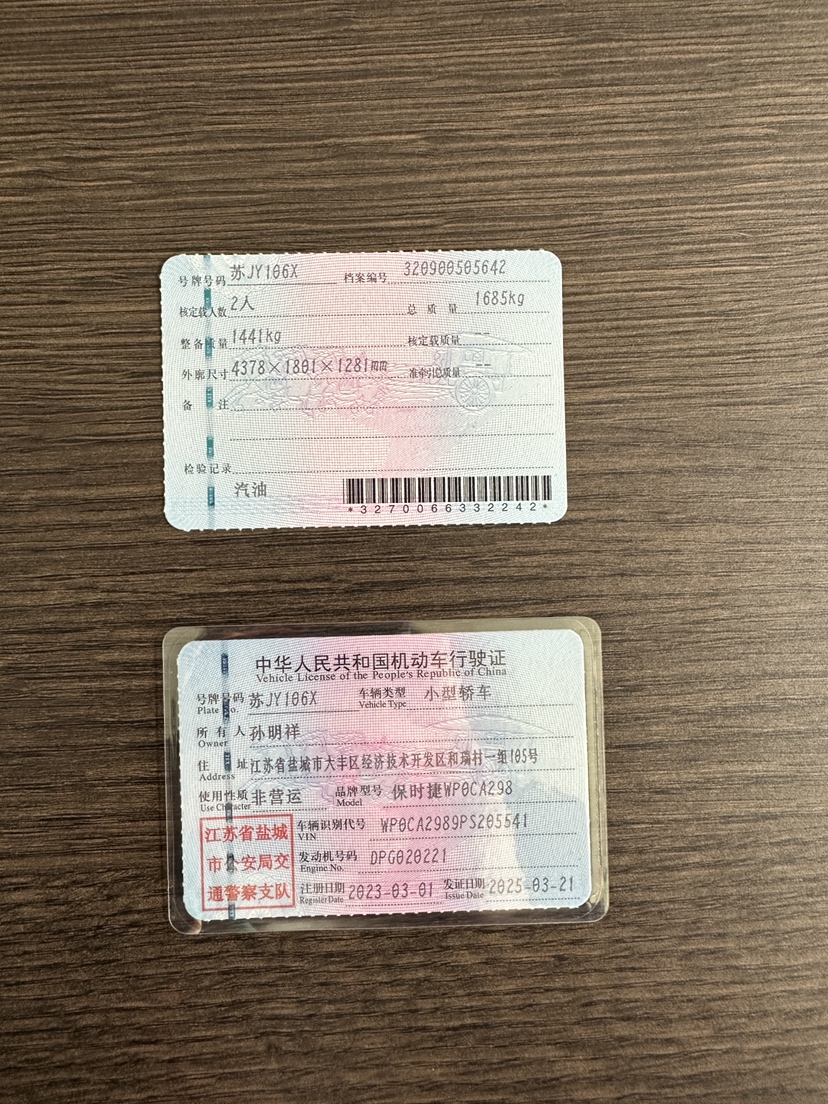 号牌号码 苏JY106X 档案编号 320900505642
核定载人数 2人 总质量 1685kg
整备质量 1441kg 核定载质量 --
外廓尺寸 4378×1801×1281mm 准牵引总质量 --
备注
检验记录
汽油
*3270066332242*
中华人民共和国机动车行驶证
Vehicle License of the People's Republic of China
号牌号码 苏JY106X 车辆类型 小型轿车
Plate No. Vehicle Type
所有人 孙明祥
Owner
住址 江苏省盐城市大丰区经济技术开发区和瑞村一组105号
Address
使用性质 非营运 品牌型号 保时捷WP0CA298
Use Character Model
江苏省盐城
市公安局交
通警察支队
车辆识别代号 WP0CA2989PS205541
VIN
发动机号码 DPG020221
Engine No.
注册日期 2023-03-01 发证日期 2025-03-21
Register Date Issue Date